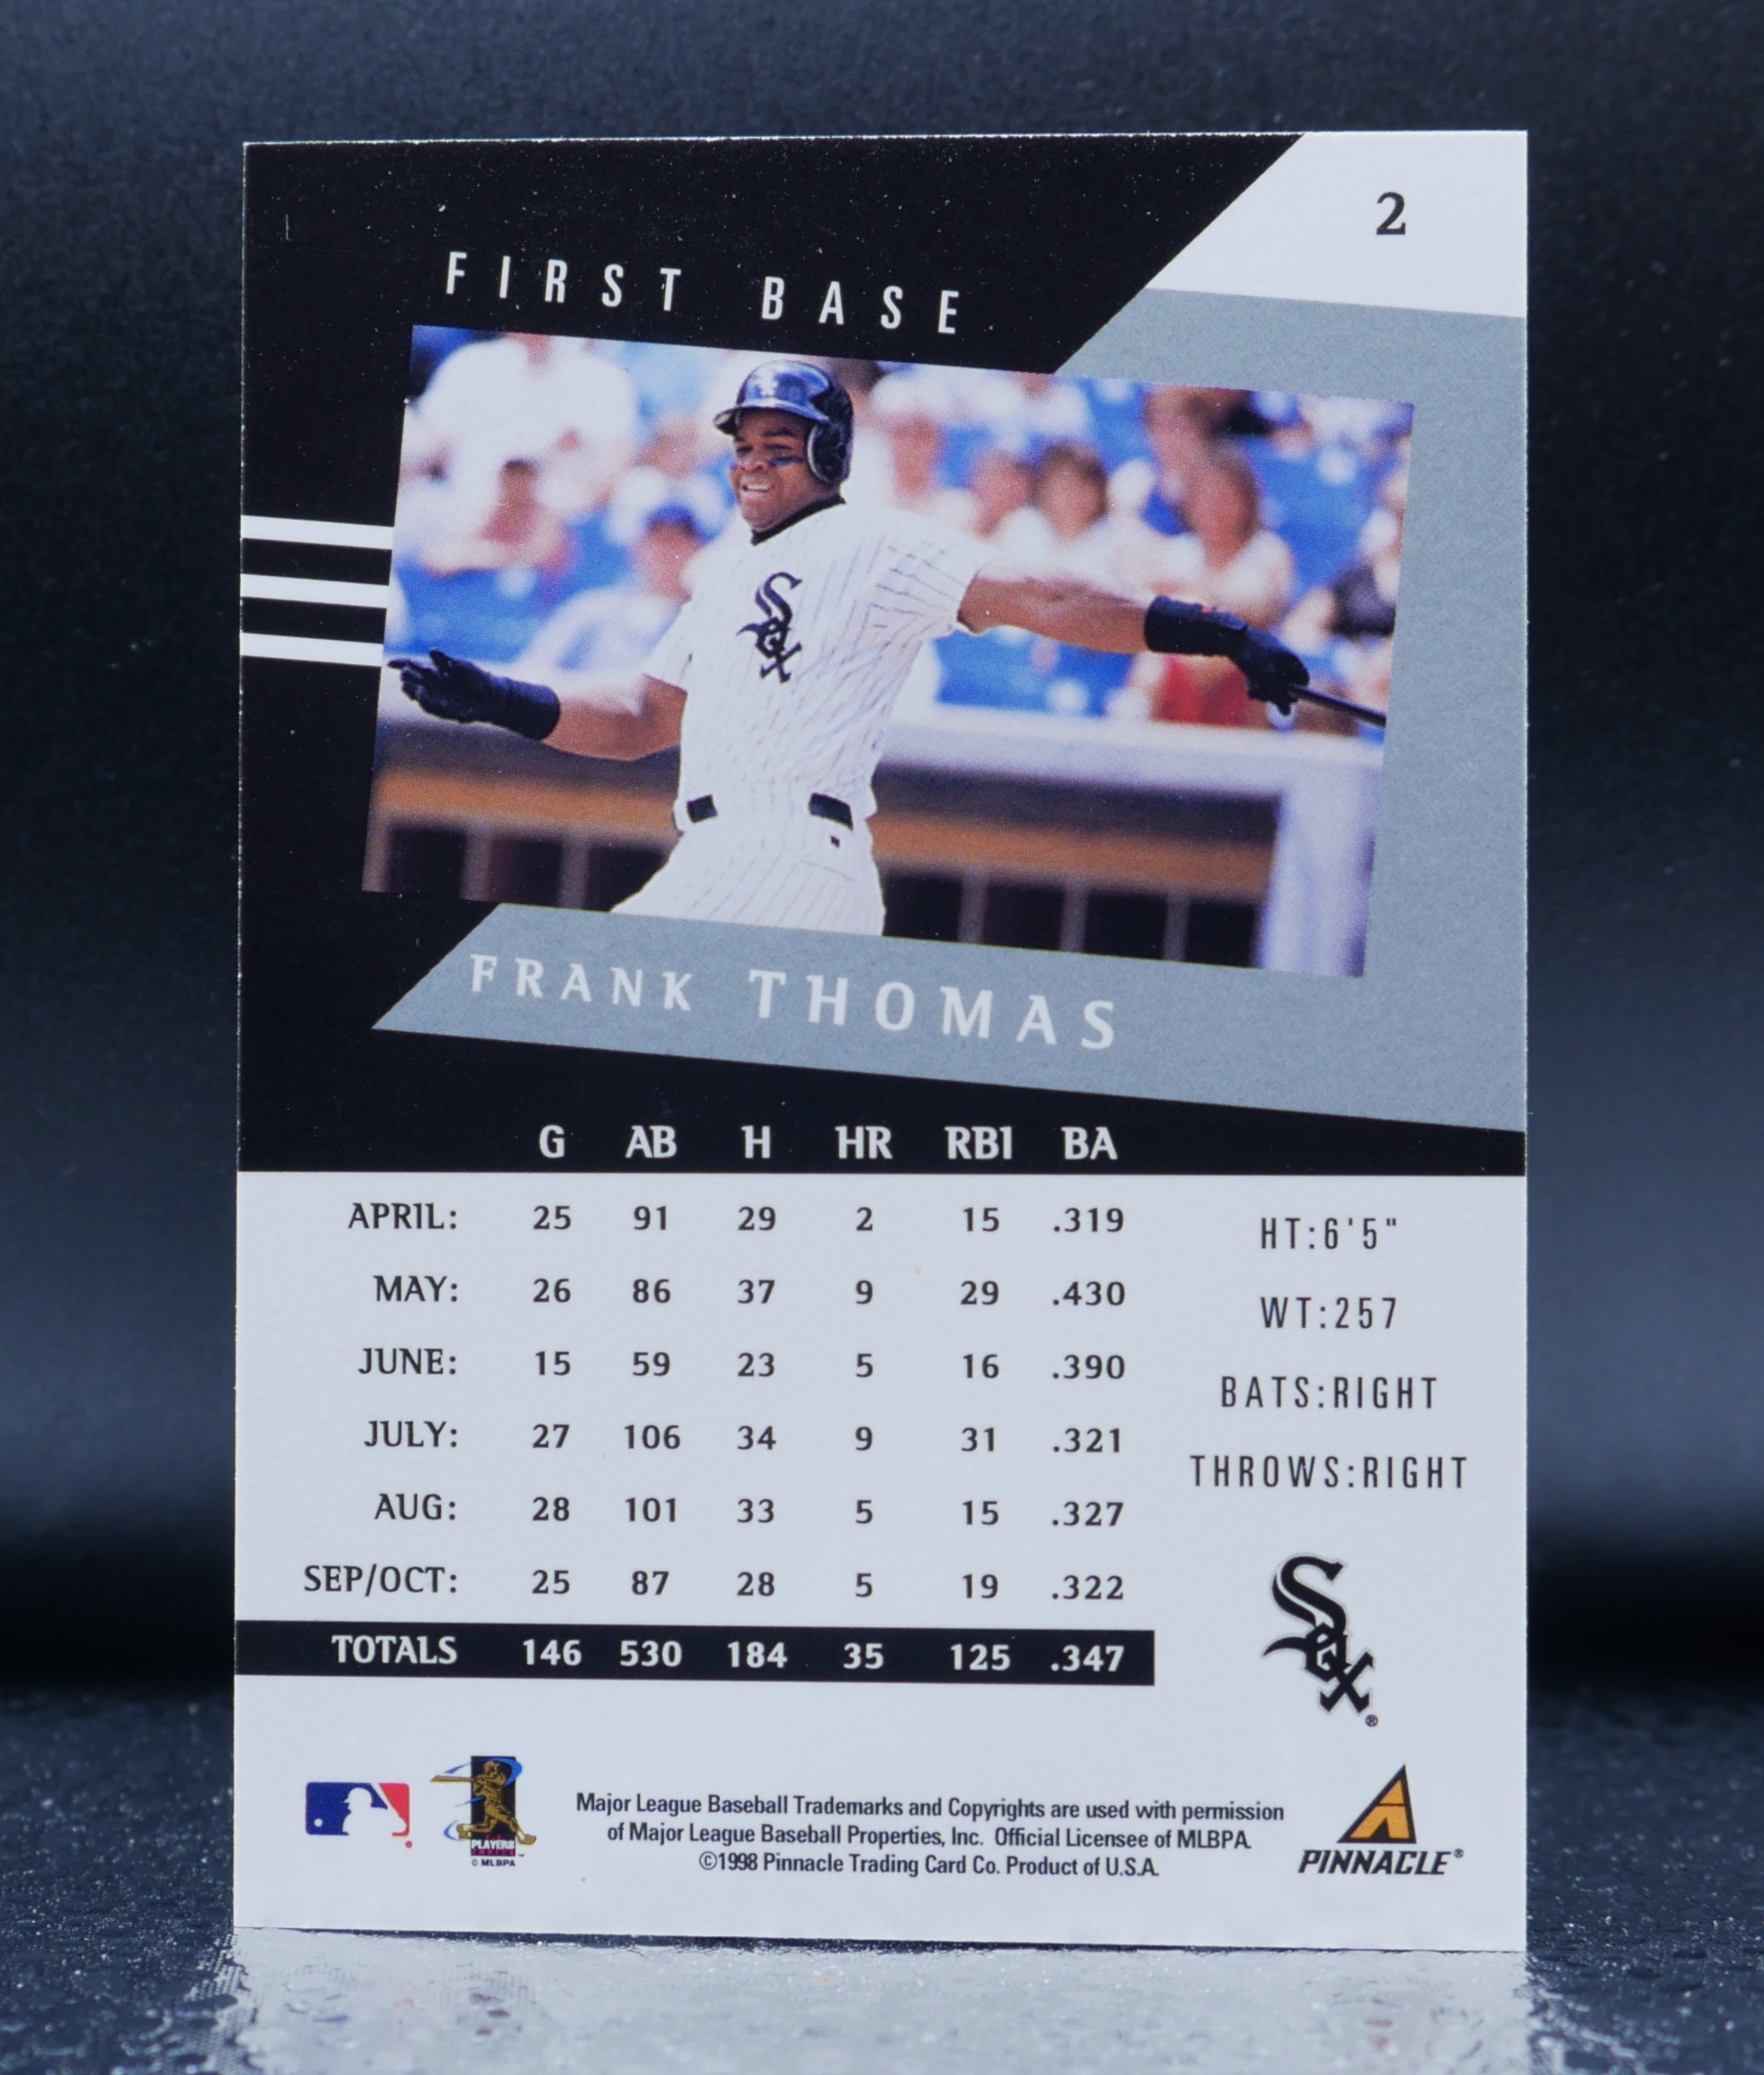 2
FIRST BASE
Sox
FRANK THOMAS
G AB H HR RBI BA
APRIL: 25 91 29 2 15 .319
MAY: 26 86 37 9 29 .430
JUNE: 15 59 23 5 16 .390
JULY: 27 106 34 9 31 .321
AUG: 28 101 33 5 15 .327
SEP/OCT: 25 87 28 5 19 .322
TOTALS 146 530 184 35 125 .347
HT:6'5"
WT:257
BATS:RIGHT
THROWS:RIGHT
Sox®
PLAYERS
© MLBPA
Major League Baseball Trademarks and Copyrights are used with permission
of Major League Baseball Properties, Inc. Official Licensee of MLBPA.
©1998 Pinnacle Trading Card Co. Product of U.S.A.
PINNACLE®